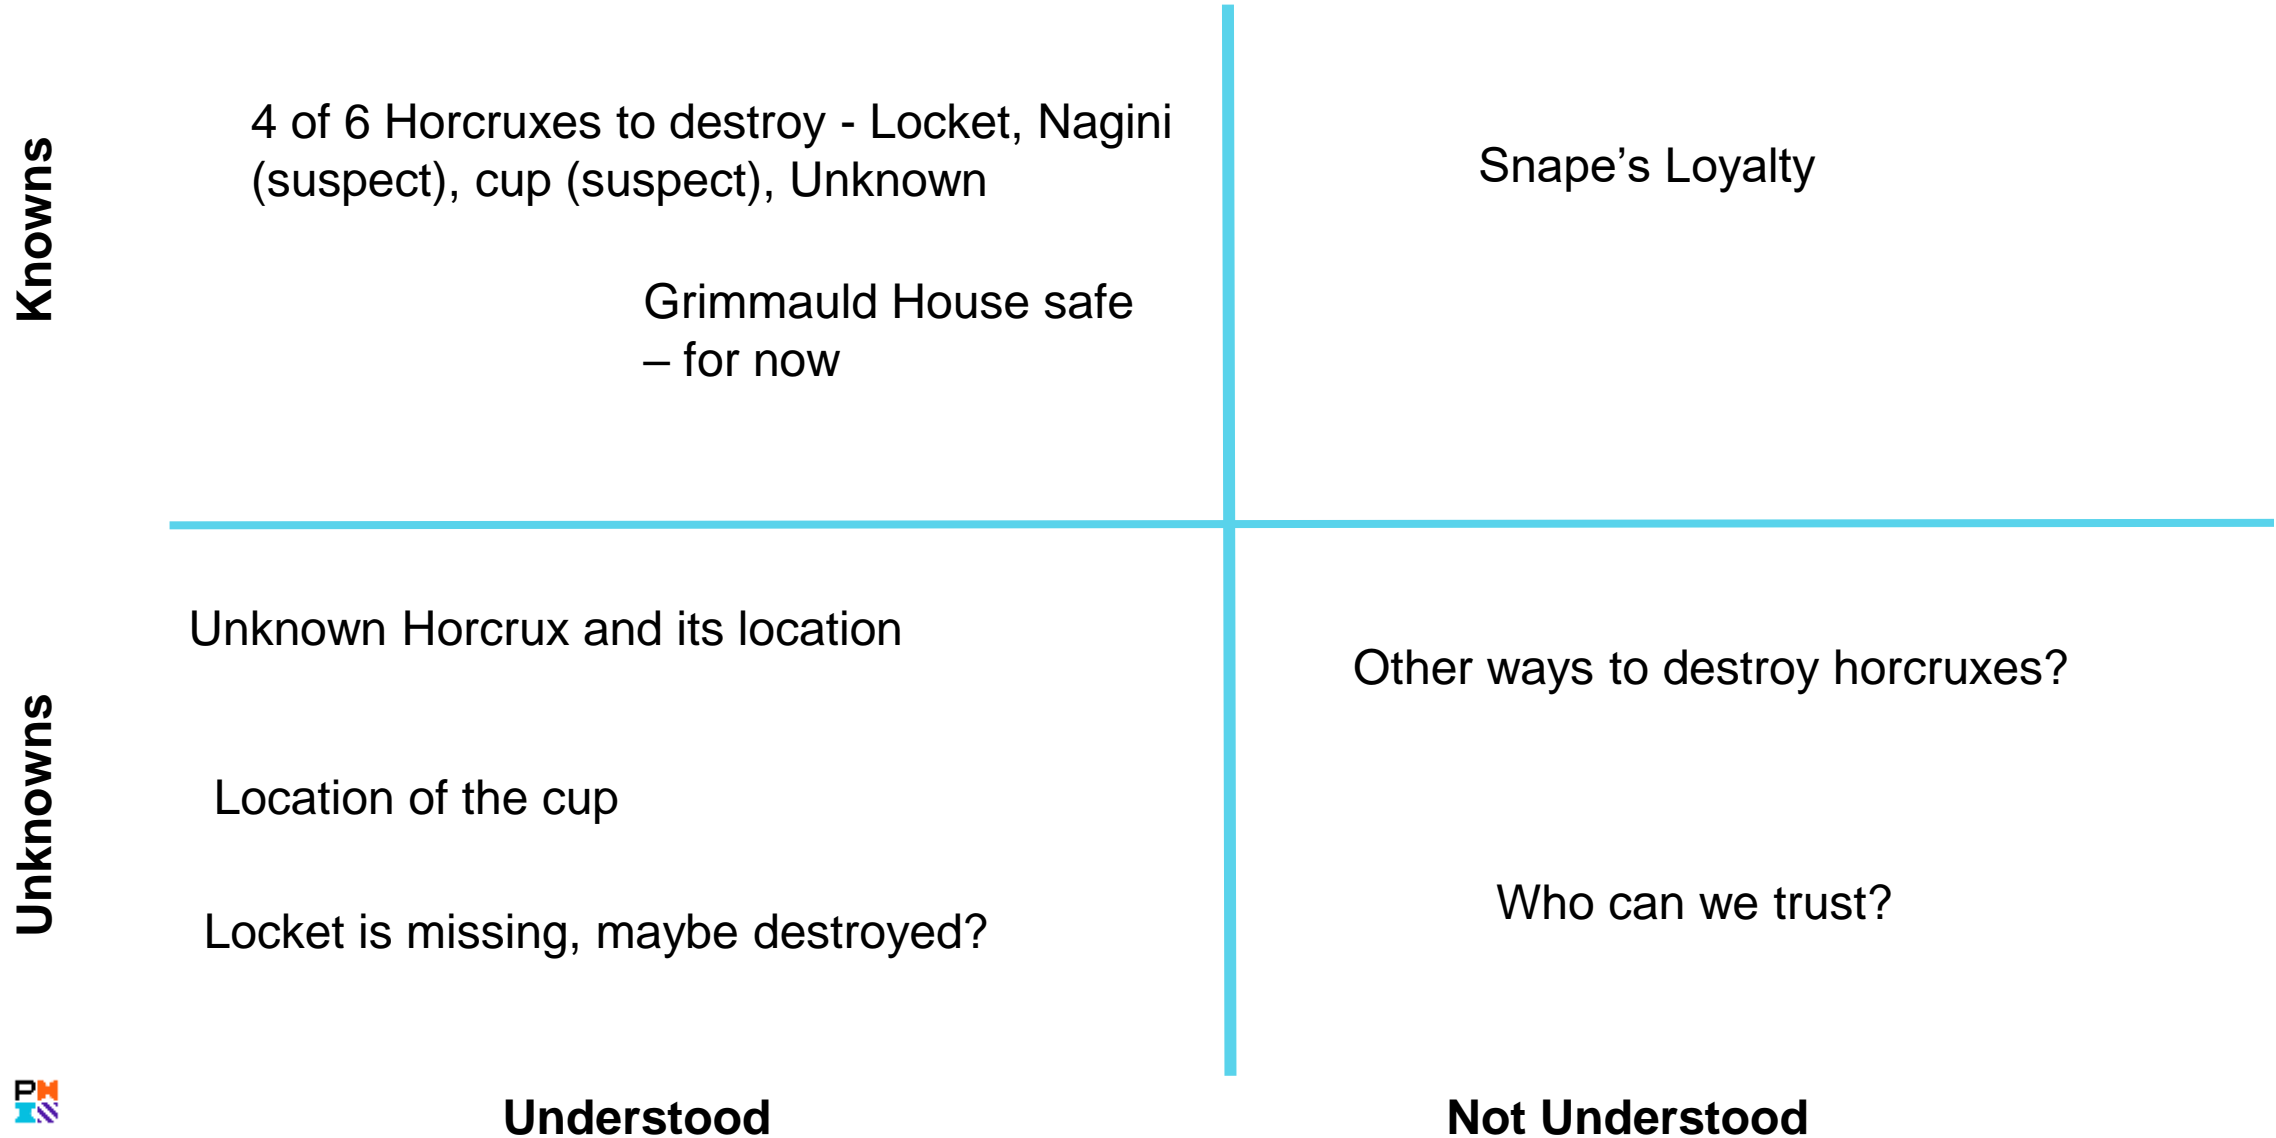 Knowns
4 of 6 Horcruxes to destroy - Locket, Nagini
(suspect), cup (suspect), Unknown
Grimmauld House safe
– for now
Snape’s Loyalty
Unknowns
Unknown Horcrux and its location
Location of the cup
Locket is missing, maybe destroyed?
Other ways to destroy horcruxes?
Who can we trust?
Understood
Not Understood